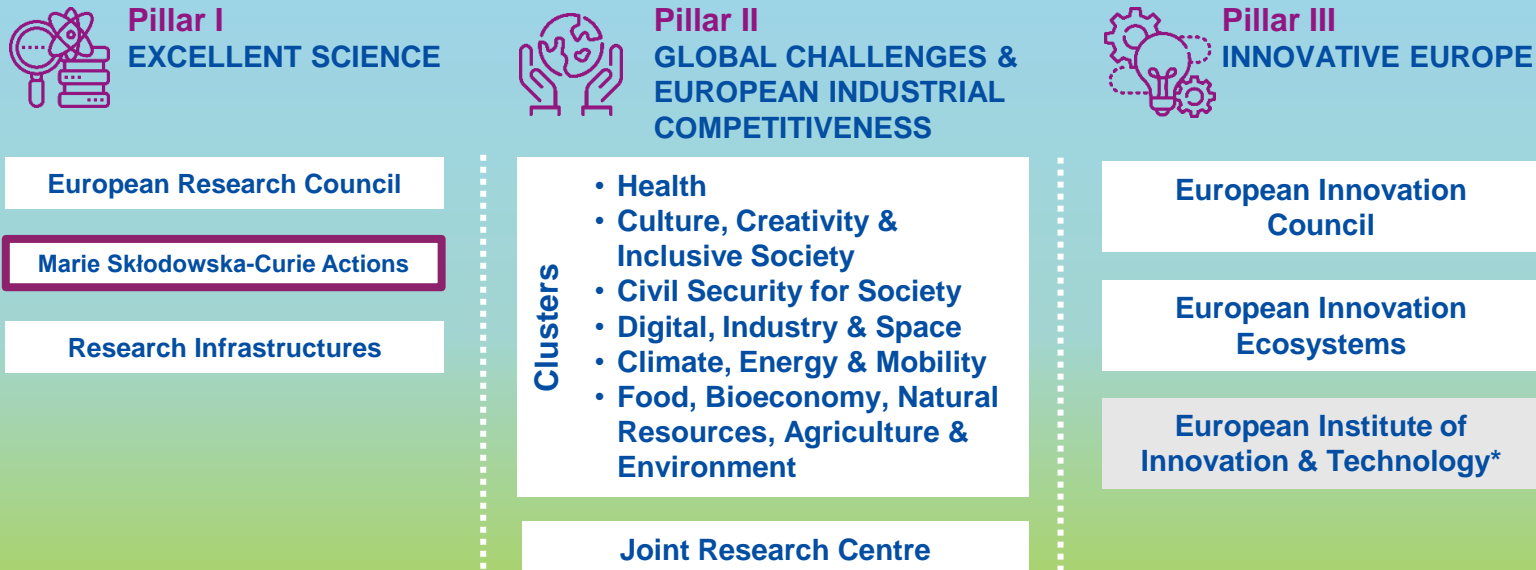 Pillar I
EXCELLENT SCIENCE
European Research Council
Marie Skłodowska-Curie Actions
Research Infrastructures
Pillar II
GLOBAL CHALLENGES &
EUROPEAN INDUSTRIAL
COMPETITIVENESS
Clusters
• Health
• Culture, Creativity &
Inclusive Society
• Civil Security for Society
• Digital, Industry & Space
• Climate, Energy & Mobility
• Food, Bioeconomy, Natural
Resources, Agriculture &
Environment
Joint Research Centre
Pillar III
INNOVATIVE EUROPE
European Innovation
Council
European Innovation
Ecosystems
European Institute of
Innovation & Technology*